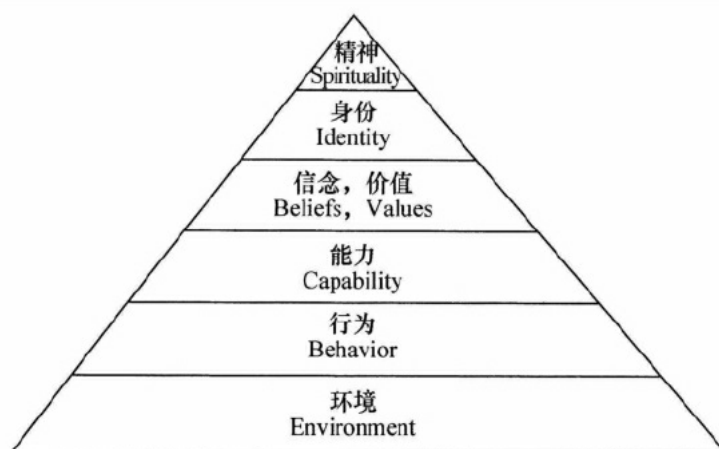 精神
Spirituality
身份
Identity
信念，价值
Beliefs, Values
能力
Capability
行为
Behavior
环境
Environment